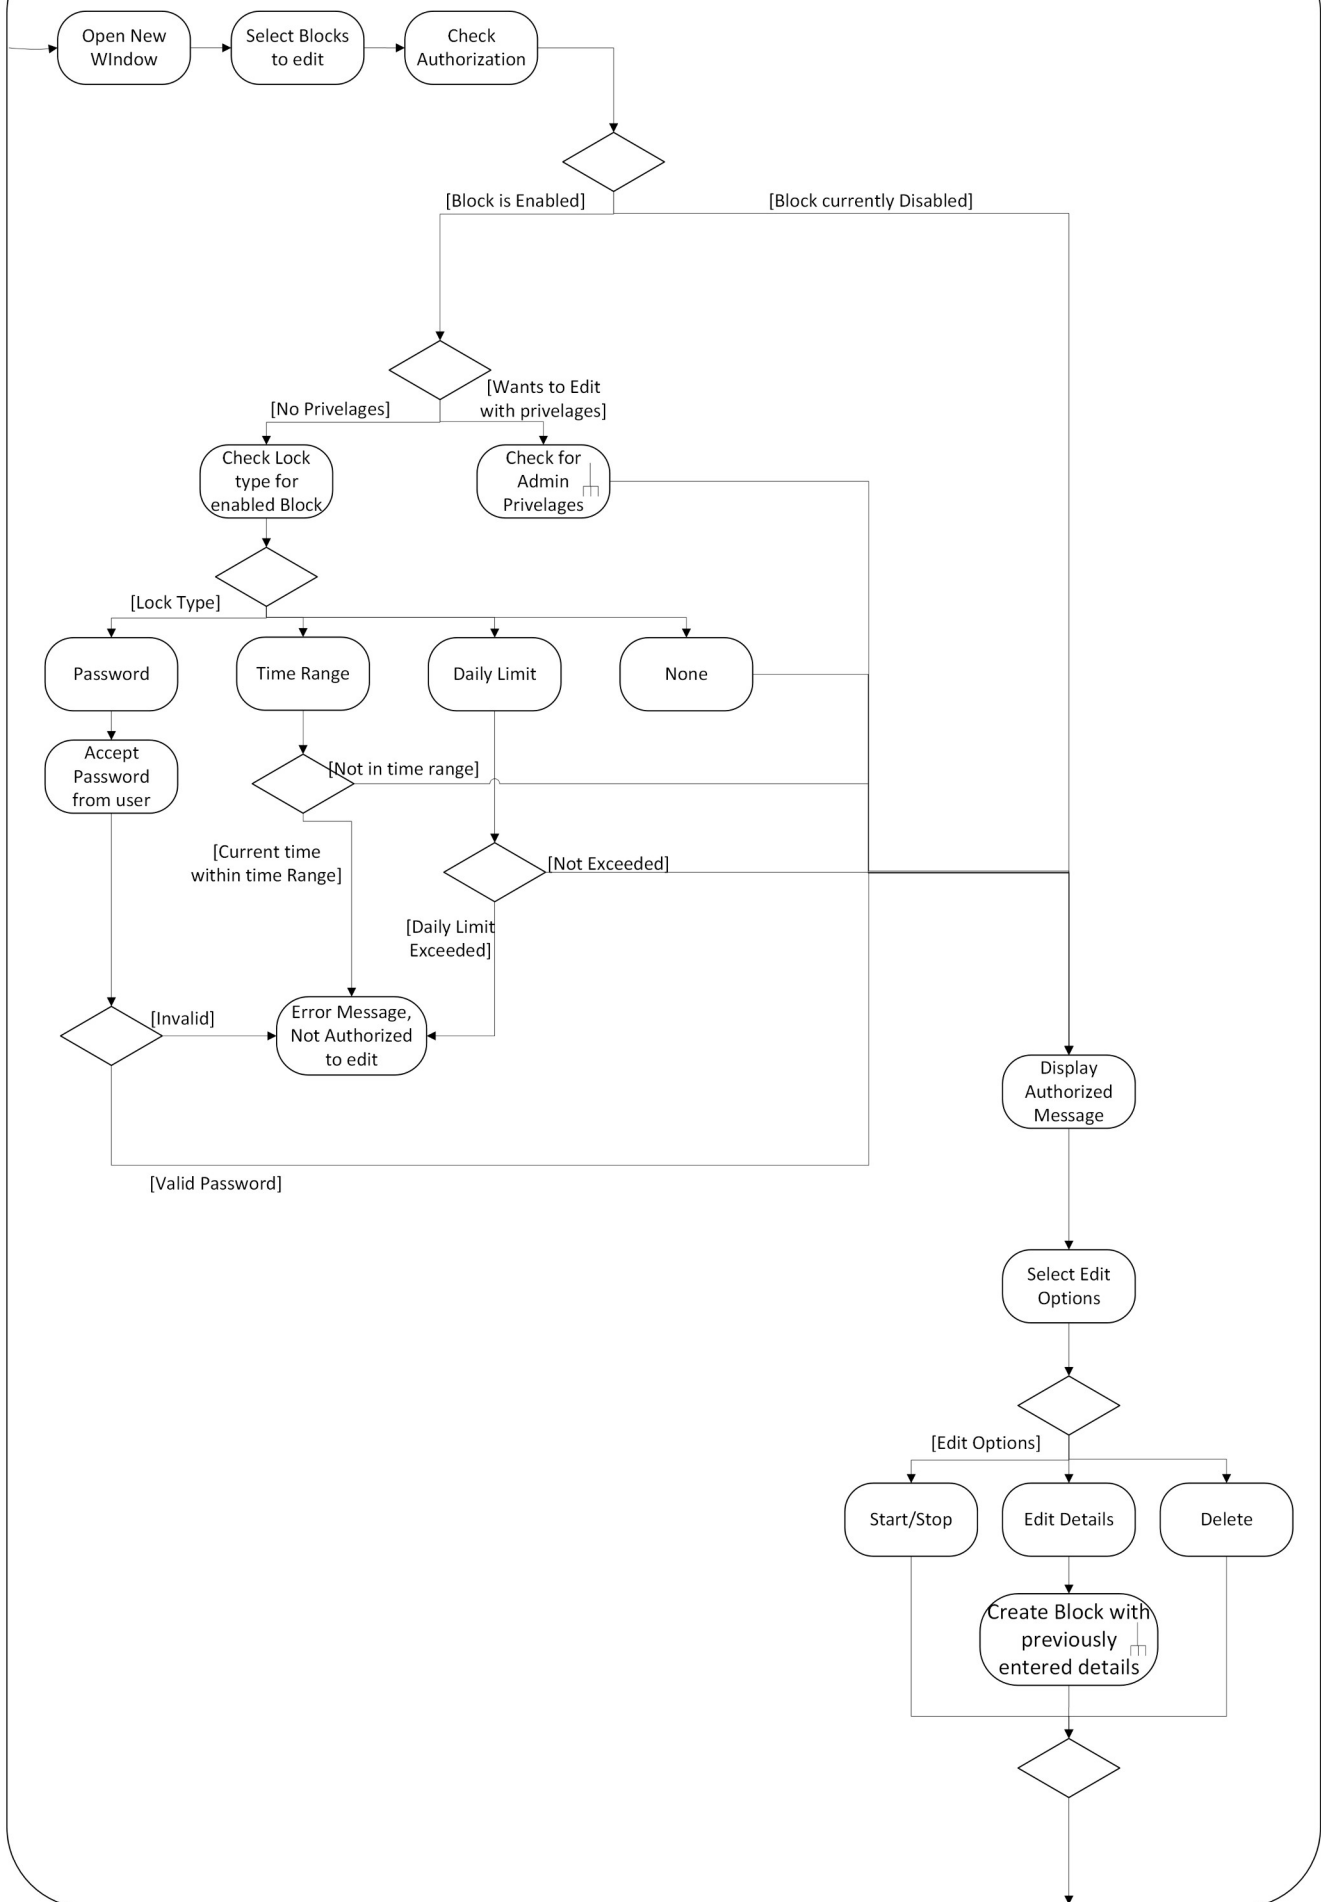 Open New
WIndow
Select Blocks
to edit
Check
Authorization
[Block is Enabled]
[Block currently Disabled]
[Wants to Edit
with privelages]
[No Privelages]
Check Lock
type for
enabled Block
Check for
Admin
Privelages
[Lock Type]
Password
Time Range
Daily Limit
None
Accept
Password
from user
[Not in time range]
[Current time
within time Range]
[Not Exceeded]
[Daily Limit
Exceeded]
[Invalid]
Error Message,
Not Authorized
to edit
Display
Authorized
Message
[Valid Password]
Select Edit
Options
[Edit Options]
Start/Stop
Edit Details
Delete
Create Block with
previously
entered details